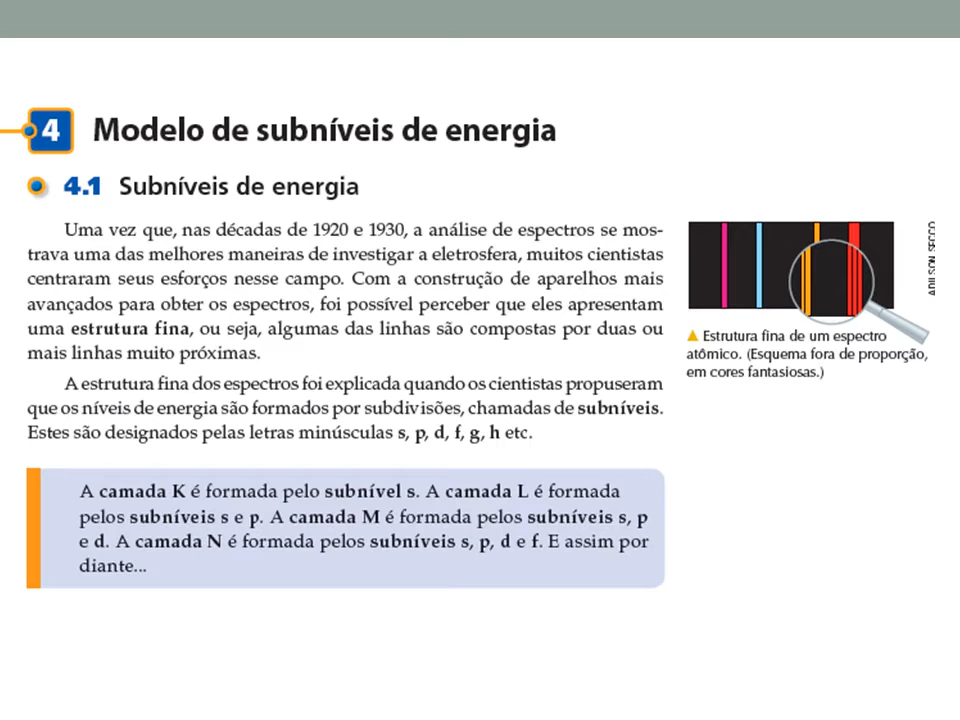 4 Modelo de subníveis de energia
4.1 Subníveis de energia
Uma vez que, nas décadas de 1920 e 1930, a análise de espectros se mos-
trava uma das melhores maneiras de investigar a eletrosfera, muitos cientistas
centraram seus esforços nesse campo. Com a construção de aparelhos mais
avançados para obter os espectros, foi possível perceber que eles apresentam
uma estrutura fina, ou seja, algumas das linhas são compostas por duas ou
mais linhas muito próximas.
A estrutura fina dos espectros foi explicada quando os cientistas propuseram
que os níveis de energia são formados por subdivisões, chamadas de subníveis.
Estes são designados pelas letras minúsculas s, p, d, f, g, h etc.
A camada K é formada pelo subnível s. A camada L é formada
pelos subníveis s e p. A camada M é formada pelos subníveis s, p
e d. A camada N é formada pelos subníveis s, p, d e f. E assim por
diante...
ADILSON SECCO
Estrutura fina de um espectro
atômico. (Esquema fora de proporção,
em cores fantasiosas.)